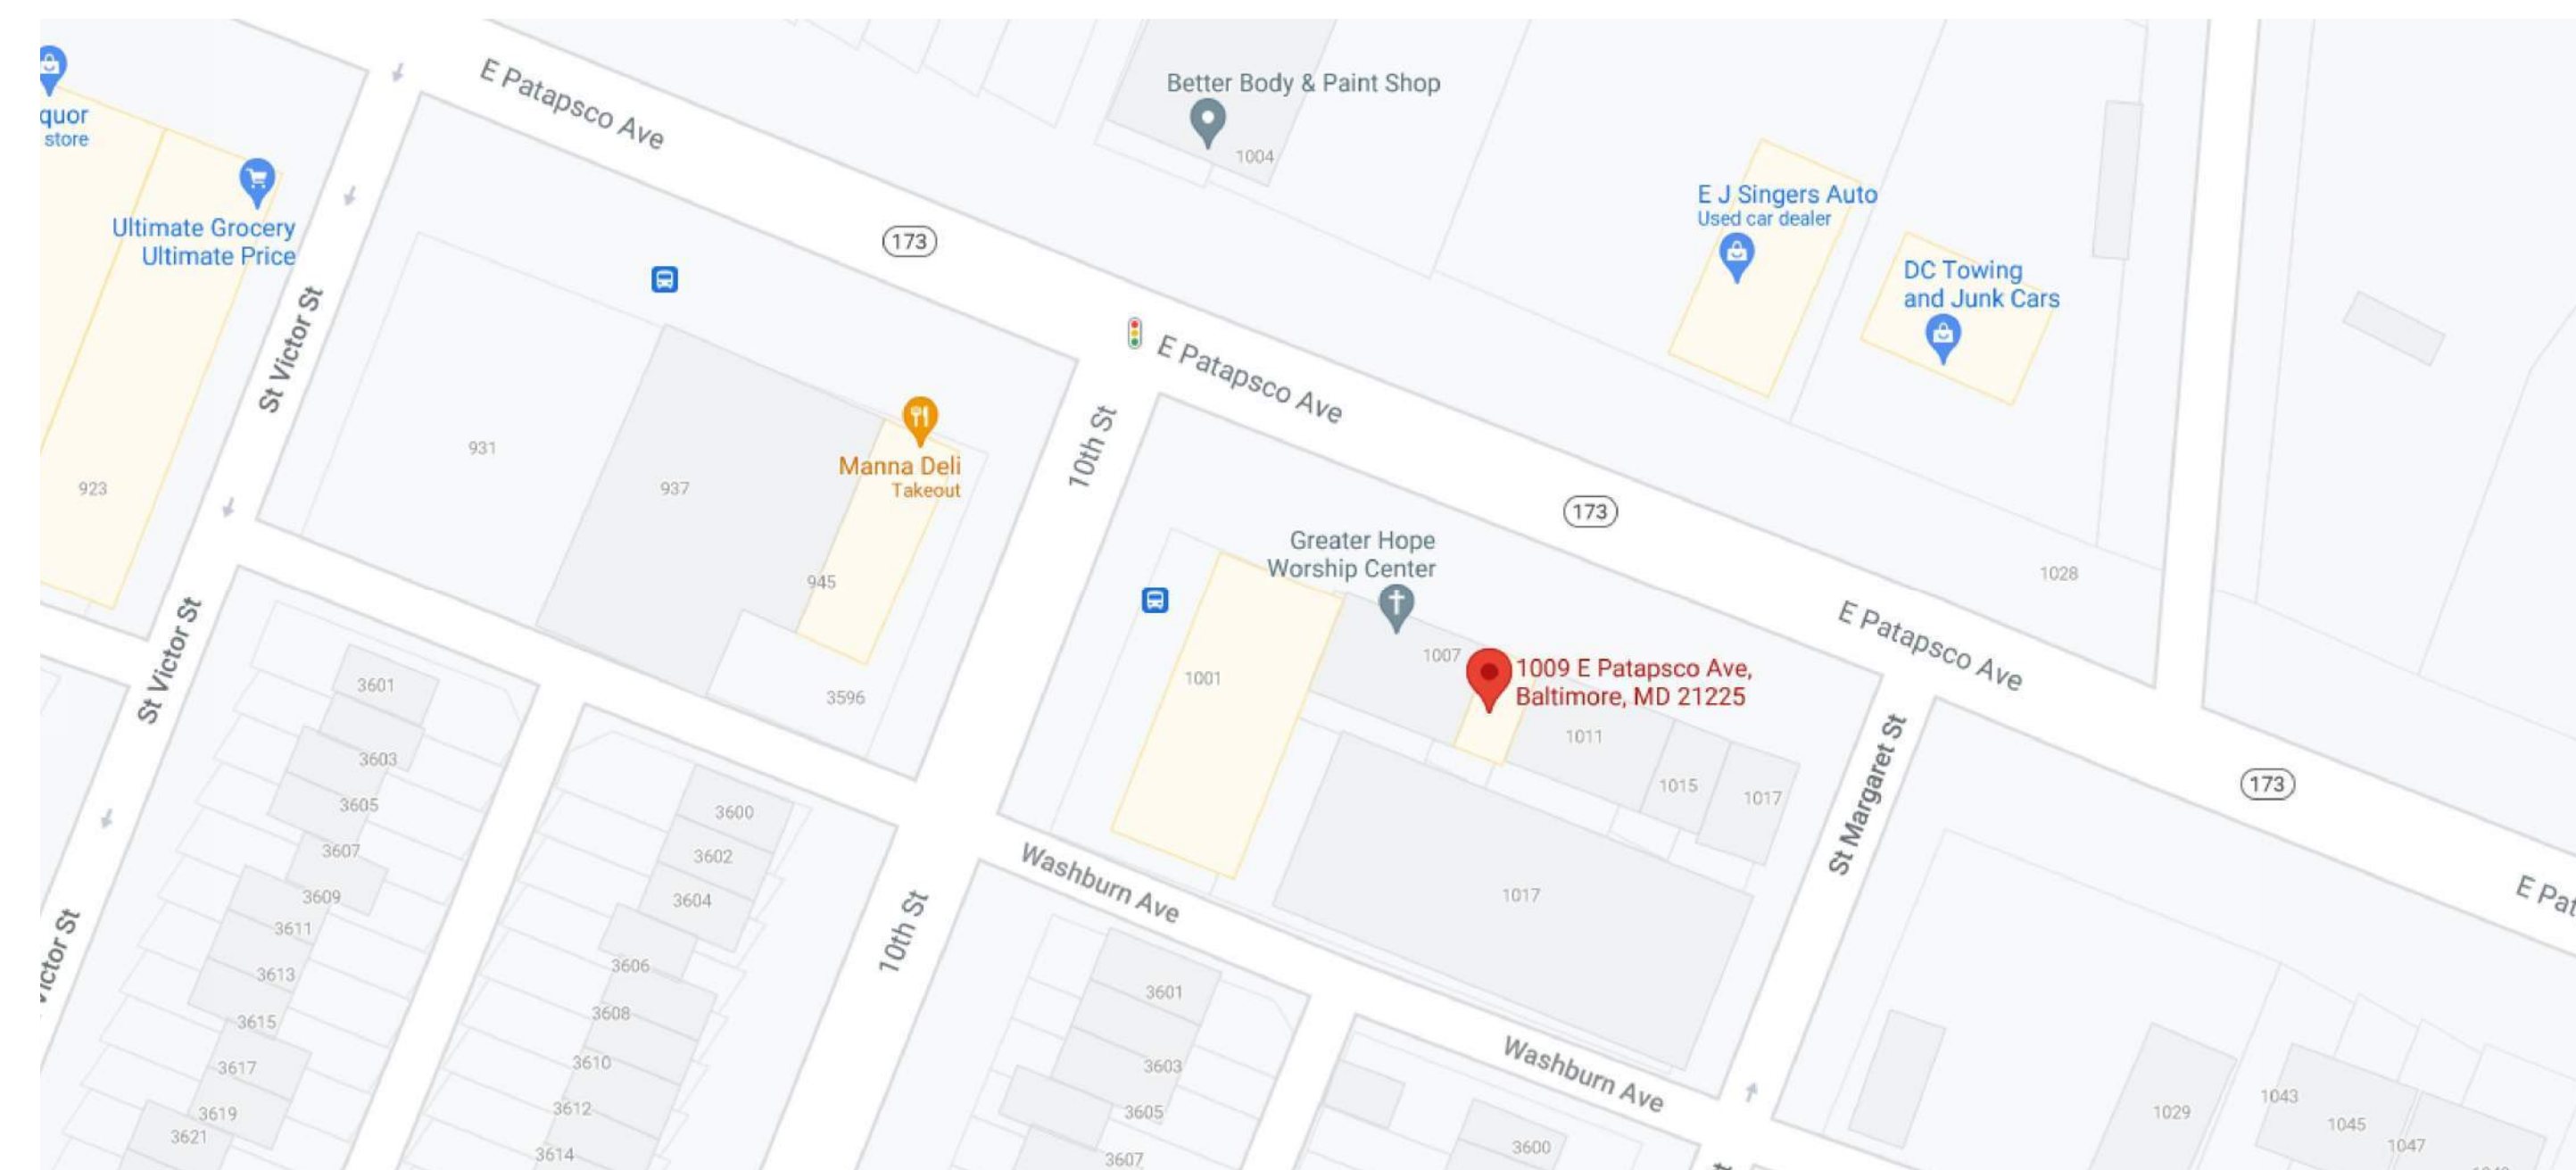 E Patapsco Ave
Better Body & Paint Shop
1004
quor
store
Ultimate Grocery
Ultimate Price
173
E J Singers Auto
Used car dealer
DC Towing
and Junk Cars
St Victor St
E Patapsco Ave
10th St
931
937
923
Manna Deli
Takeout
945
173
Greater Hope
Worship Center
1028
E Patapsco Ave
1007
1009 E Patapsco Ave,
Baltimore, MD 21225
1001
3596
St Victor St
3601
1011
1015
1017
St Margaret St
173
3603
3605
3600
3607
3602
3609
3604
Washburn Ave
1017
E Pat
3611
3613
3606
10th St
ictor St
3615
3608
3601
3617
3610
3603
Washburn Ave
3619
3612
3605
3621
3614
3607
3600
1029
1043
1045
1047